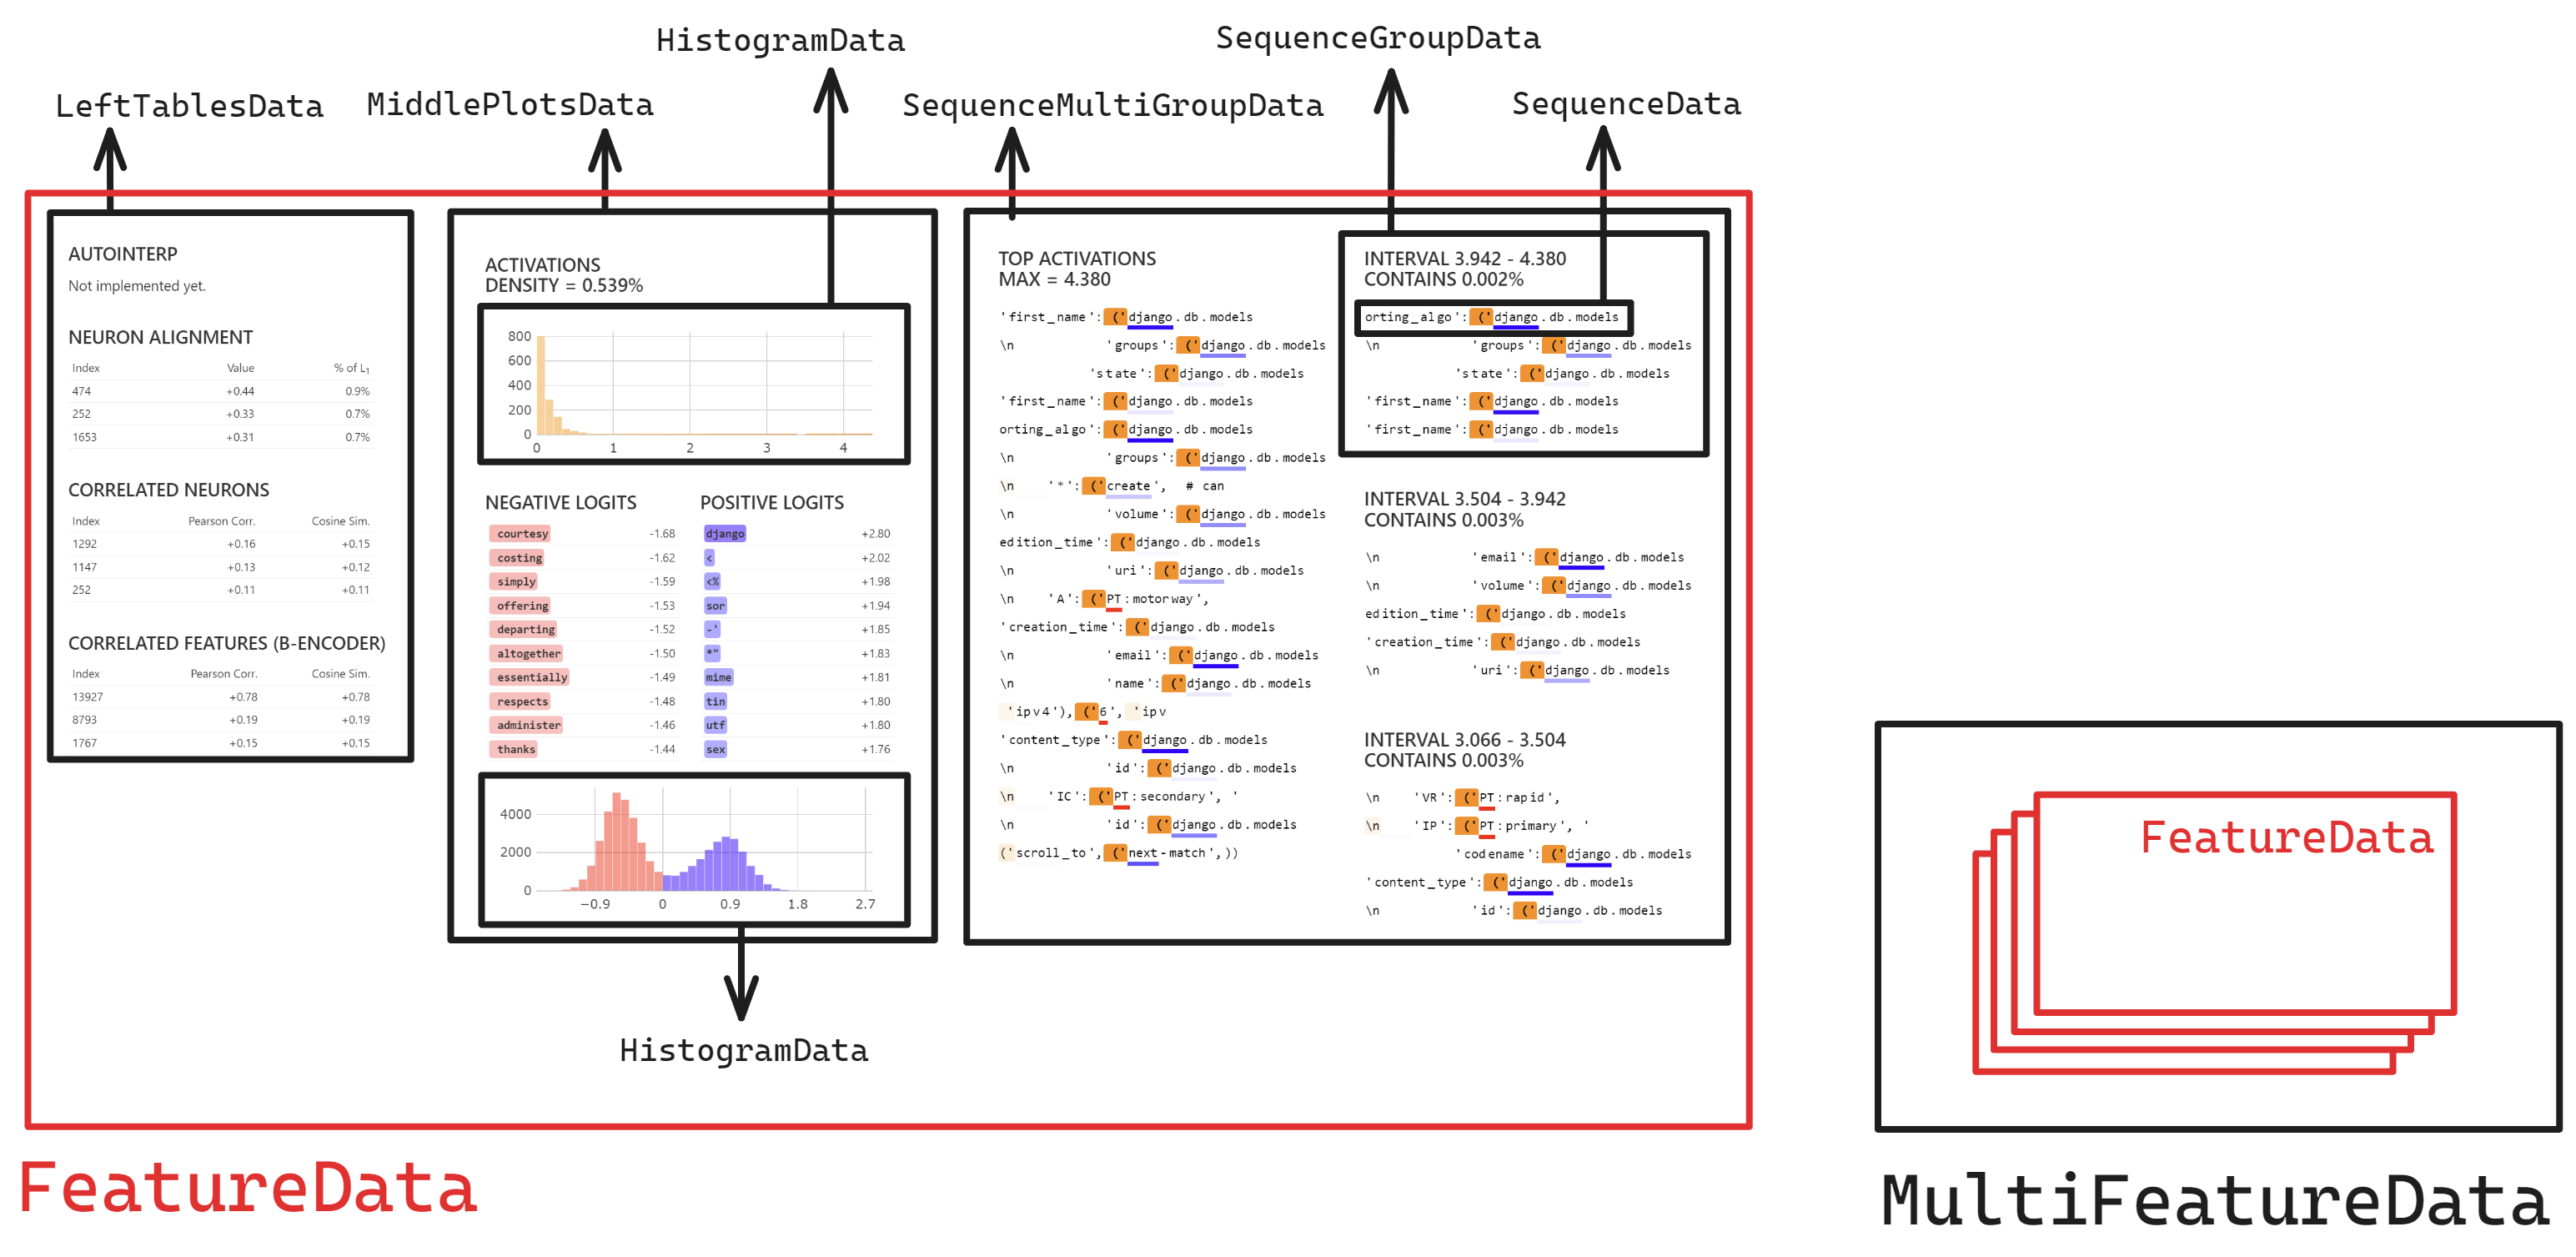 HistogramData
SequenceGroupData
LeftTablesData
MiddlePlotsData
SequenceMultiGroupData
SequenceData
AUTOINTERP
Not implemented yet.
NEURON ALIGNMENT
Index Value % of L₁
474 +0.44 0.9%
252 +0.33 0.7%
1653 +0.31 0.7%
CORRELATED NEURONS
Index Pearson Corr. Cosine Sim.
1292 +0.16 +0.15
1147 +0.13 +0.12
252 +0.11 +0.11
CORRELATED FEATURES (B-ENCODER)
Index Pearson Corr. Cosine Sim.
13927 +0.78 +0.78
8793 +0.19 +0.19
1767 +0.15 +0.15
ACTIVATIONS
DENSITY = 0.539%
800
600
400
200
0
0 1 2 3 4
NEGATIVE LOGITS
courtesy -1.68
costing -1.62
simply -1.59
offering -1.53
departing -1.52
altogether -1.50
essentially -1.49
respects -1.48
administer -1.46
thanks -1.44
POSITIVE LOGITS
django +2.80
< +2.02
<% +1.98
sor +1.94
-' +1.85
*" +1.83
mime +1.81
tin +1.80
utf +1.80
sex +1.76
4000
2000
0
−0.9 0 0.9 1.8 2.7
HistogramData
TOP ACTIVATIONS
MAX = 4.380
'first_name': ('django.db.models
\n 'groups': ('django.db.models
'state': ('django.db.models
'first_name': ('django.db.models
orting_algo': ('django.db.models
\n 'groups': ('django.db.models
\n '*': ('create', # can
\n 'volume': ('django.db.models
edition_time': ('django.db.models
\n 'uri': ('django.db.models
\n 'A': ('PT:motorway',
'creation_time': ('django.db.models
\n 'email': ('django.db.models
\n 'name': ('django.db.models
'ipv4'), ('6', 'ipv
'content_type': ('django.db.models
\n 'id': ('django.db.models
\n 'IC': ('PT:secondary', '
\n 'id': ('django.db.models
('scroll_to', ('next-match',))
INTERVAL 3.942 - 4.380
CONTAINS 0.002%
orting_algo': ('django.db.models
\n 'groups': ('django.db.models
'state': ('django.db.models
'first_name': ('django.db.models
'first_name': ('django.db.models
INTERVAL 3.504 - 3.942
CONTAINS 0.003%
\n 'email': ('django.db.models
\n 'volume': ('django.db.models
edition_time': ('django.db.models
'creation_time': ('django.db.models
\n 'uri': ('django.db.models
INTERVAL 3.066 - 3.504
CONTAINS 0.003%
\n 'VR': ('PT:rapid',
\n 'IP': ('PT:primary', '
'codename': ('django.db.models
'content_type': ('django.db.models
\n 'id': ('django.db.models
FeatureData
FeatureData
MultiFeatureData